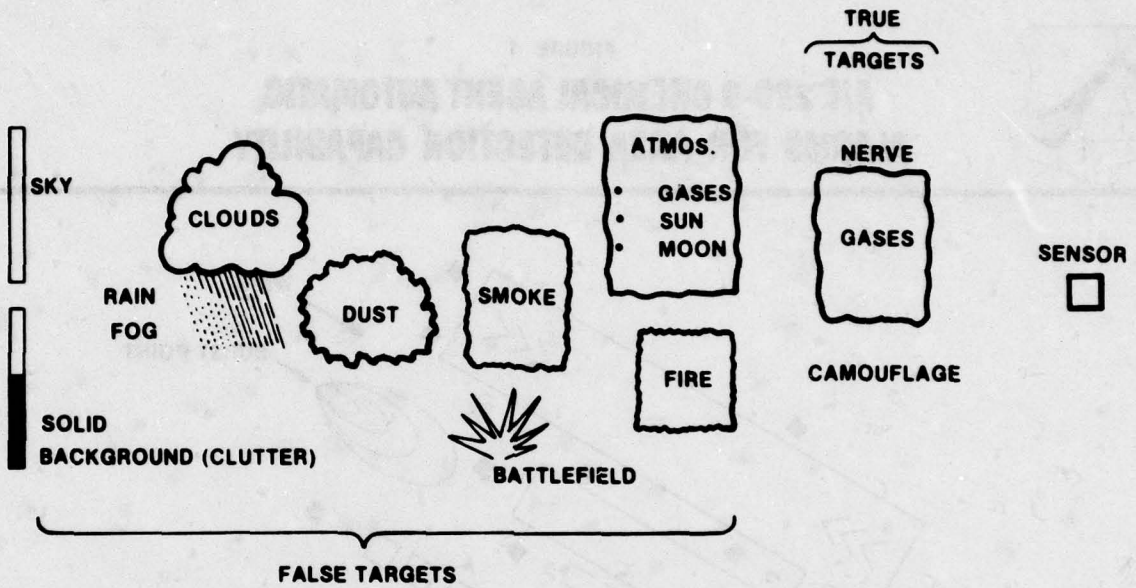 TRUE
TARGETS
SKY
CLOUDS
RAIN
FOG
DUST
SMOKE
ATMOS.
• GASES
• SUN
• MOON
NERVE
GASES
SENSOR
FIRE
CAMOUFLAGE
SOLID
BACKGROUND (CLUTTER)
BATTLEFIELD
FALSE TARGETS